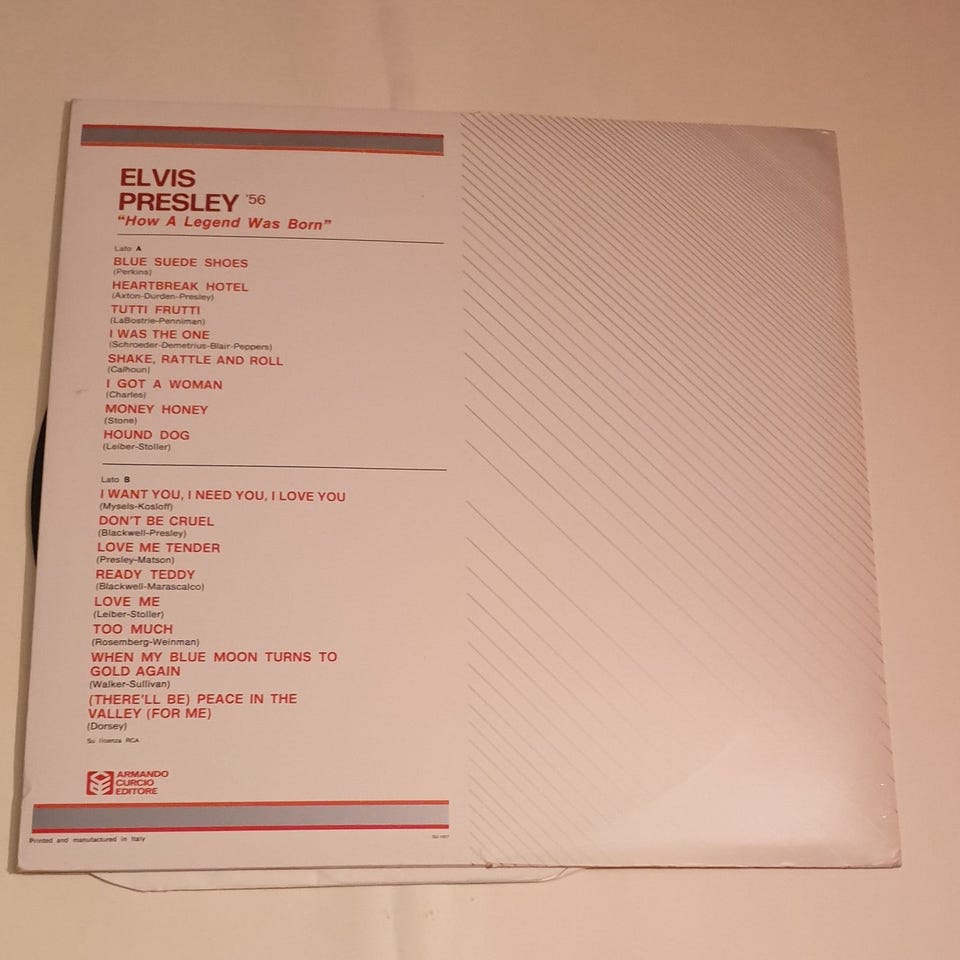 ELVIS
PRESLEY '56
"How A Legend Was Born"
Lato A
BLUE SUEDE SHOES
(Perkins)
HEARTBREAK HOTEL
(Axton-Durden-Presley)
TUTTI FRUTTI
(LaBostrie-Penniman)
I WAS THE ONE
(Schroeder-Demetrius-Blair-Peppers)
SHAKE, RATTLE AND ROLL
(Calhoun)
I GOT A WOMAN
(Charles)
MONEY HONEY
(Stone)
HOUND DOG
(Leiber-Stoller)
Lato B
I WANT YOU, I NEED YOU, I LOVE YOU
(Mysels-Kosloff)
DON'T BE CRUEL
(Blackwell-Presley)
LOVE ME TENDER
(Presley-Matson)
READY TEDDY
(Blackwell-Marascalco)
LOVE ME
(Leiber-Stoller)
TOO MUCH
(Rosemberg-Weinman)
WHEN MY BLUE MOON TURNS TO
GOLD AGAIN
(Walker-Sullivan)
(THERE'LL BE) PEACE IN THE
VALLEY (FOR ME)
(Dorsey)
Su licenza RCA
ARMANDO
CURCIO
EDITORE
Printed and manufactured in Italy